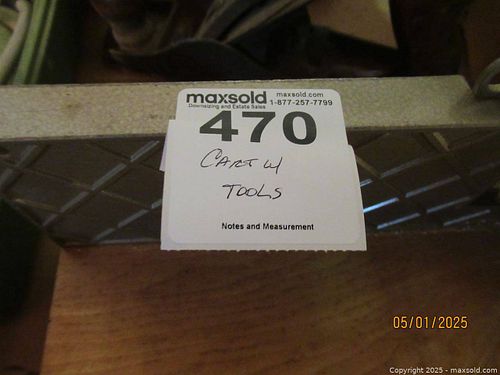 maxsold maxsold.com
Downsizing and Estate Sales 1-877-257-7799
470
CART W/
TOOLS
Notes and Measurement
05/01/2025
Copyright 2025 - maxsold.com